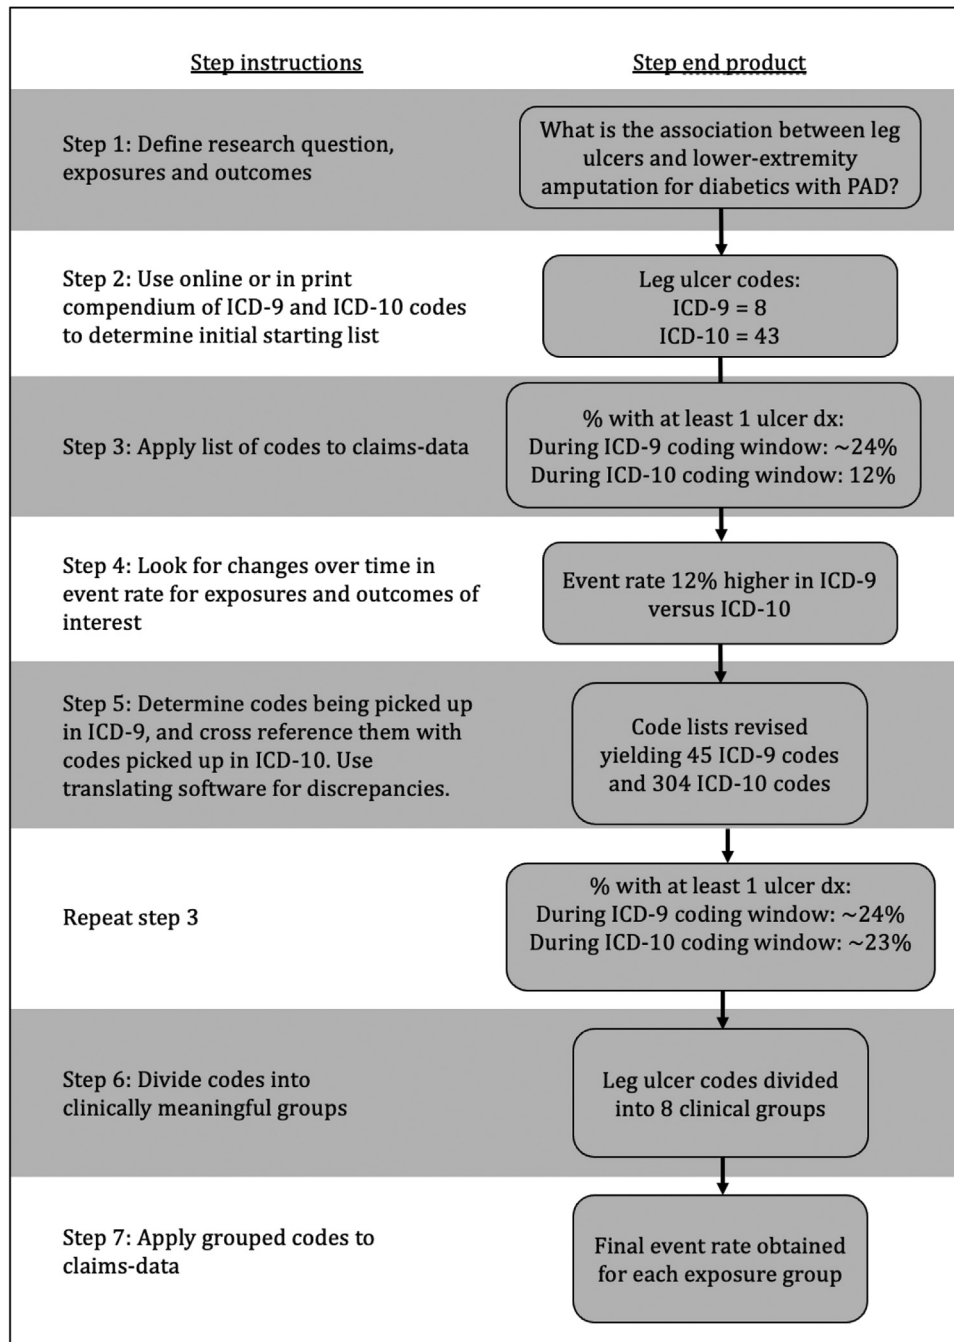 Step instructions
Step end product
Step 1: Define research question,
exposures and outcomes
What is the association between leg
ulcers and lower-extremity
amputation for diabetics with PAD?
Step 2: Use online or in print
compendium of ICD-9 and ICD-10 codes
to determine initial starting list
Leg ulcer codes:
ICD-9 = 8
ICD-10 = 43
Step 3: Apply list of codes to claims-data
% with at least 1 ulcer dx:
During ICD-9 coding window: ~24%
During ICD-10 coding window: 12%
Step 4: Look for changes over time in
event rate for exposures and outcomes of
interest
Event rate 12% higher in ICD-9
versus ICD-10
Step 5: Determine codes being picked up
in ICD-9, and cross reference them with
codes picked up in ICD-10. Use
translating software for discrepancies.
Code lists revised
yielding 45 ICD-9 codes
and 304 ICD-10 codes
Repeat step 3
% with at least 1 ulcer dx:
During ICD-9 coding window: ~24%
During ICD-10 coding window: ~23%
Step 6: Divide codes into
clinically meaningful groups
Leg ulcer codes divided
into 8 clinical groups
Step 7: Apply grouped codes to
claims-data
Final event rate obtained
for each exposure group